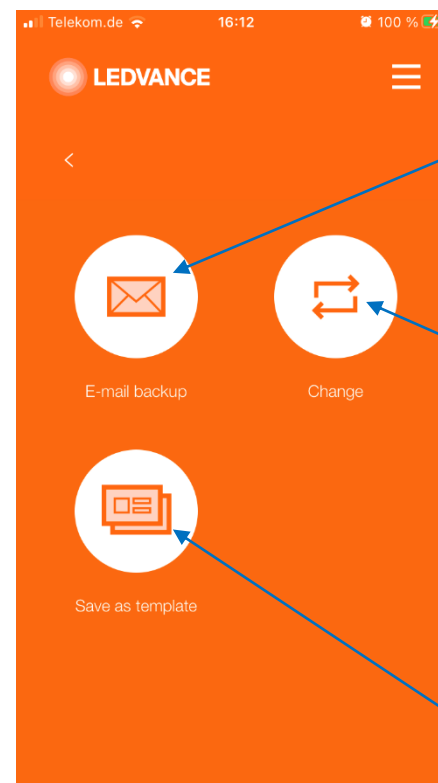 Telekom.de 16:12 100 %
LEDVANCE
E-mail backup Change
Save as template